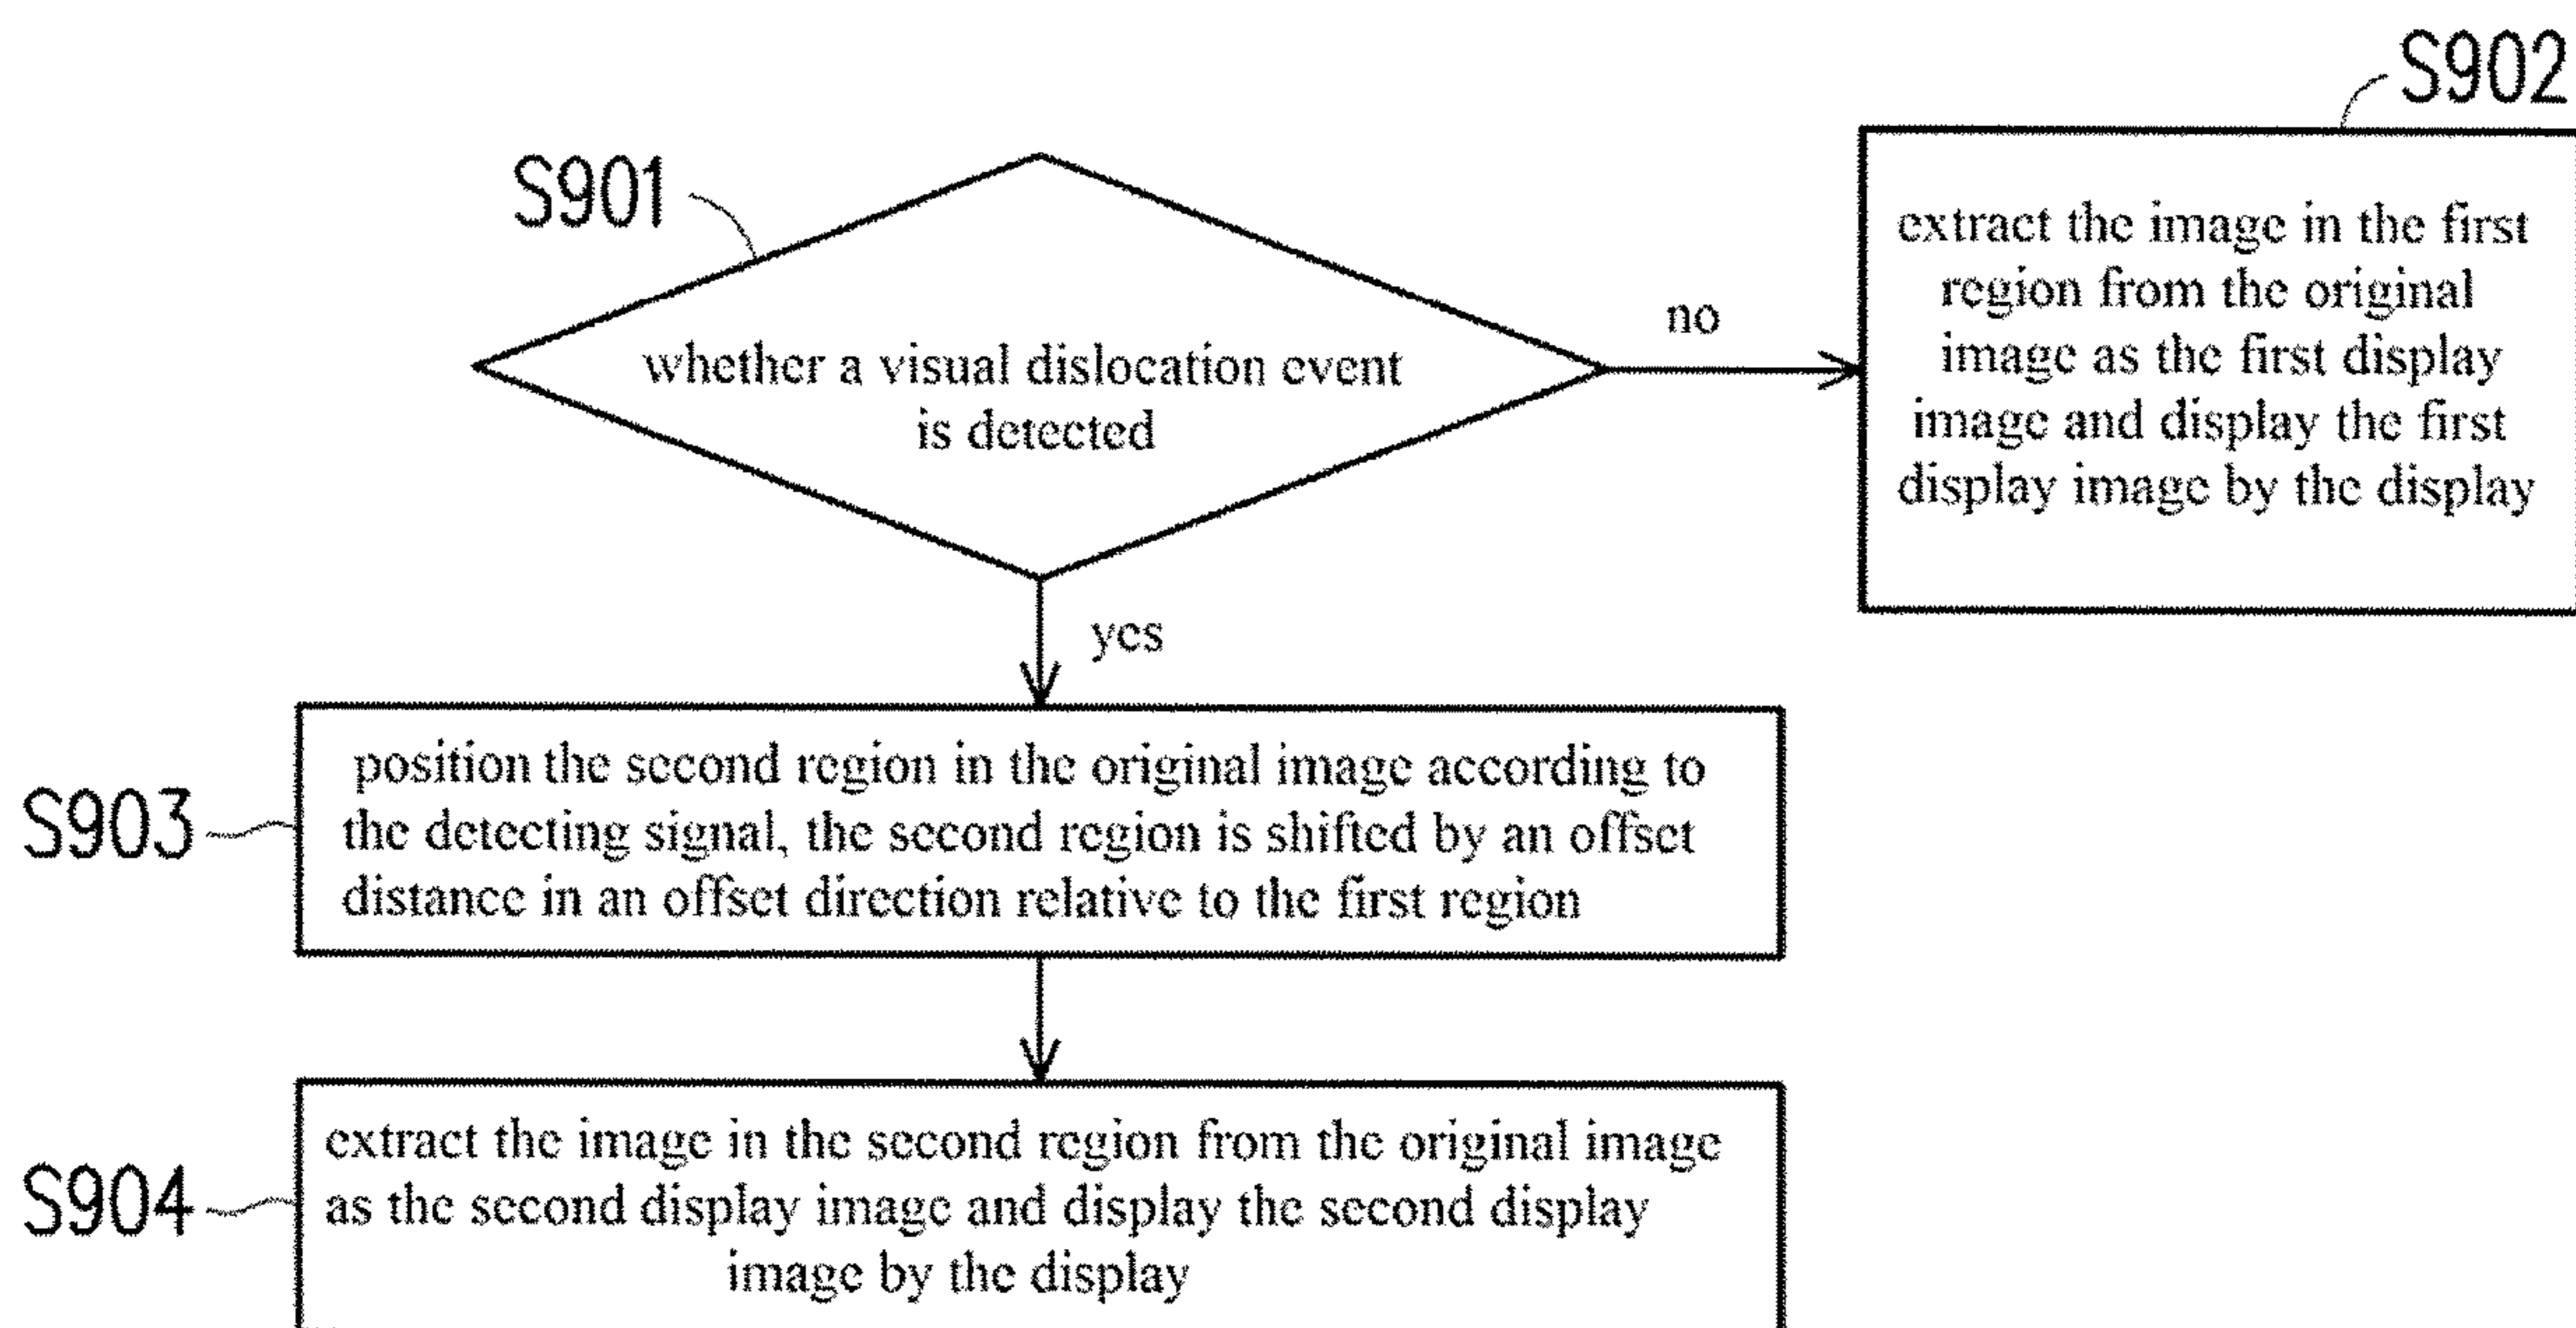 S902
S901
extract the image in the first
region from the original
image as the first display
image and display the first
display image by the display
no
whether a visual dislocation event
is detected
yes
S903
position the second region in the original image according to
the detecting signal, the second region is shifted by an offset
distance in an offset direction relative to the first region
S904
extract the image in the second region from the original image
as the second display image and display the second display
image by the display